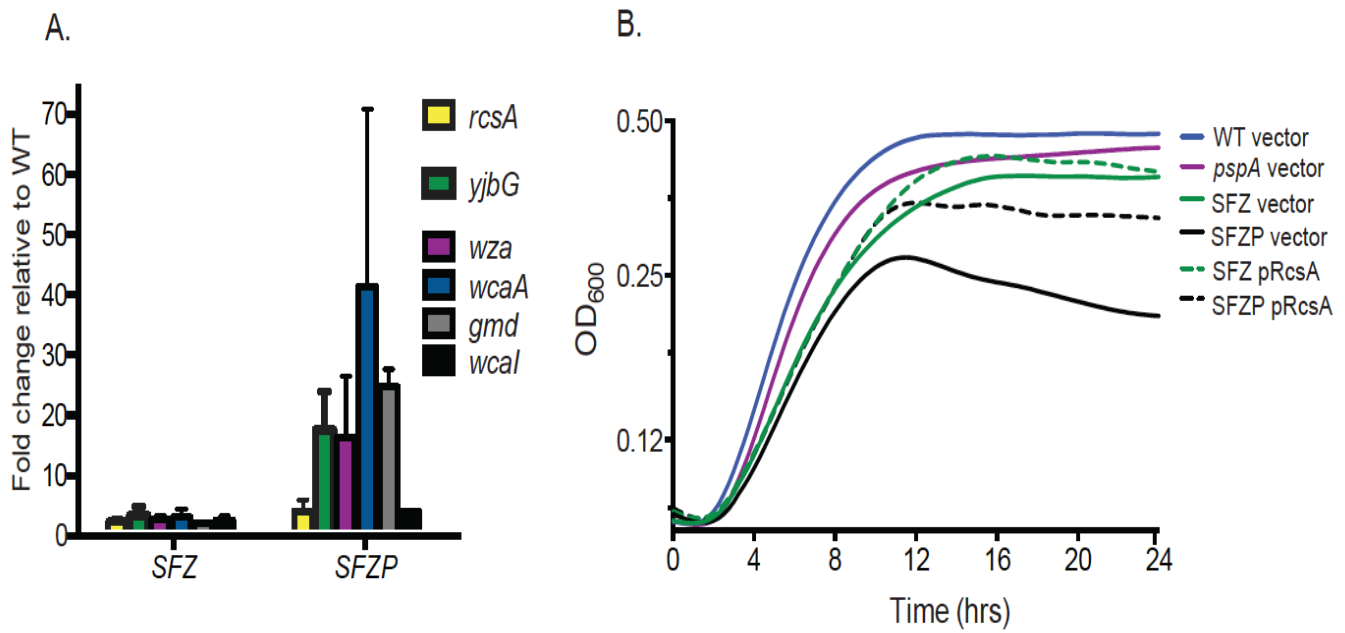 A.
Fold change relative to WT
70
60
50
40
30
20
10
0
SFZ
SFZP
rcsA
yjbG
wza
wcaA
gmd
wcaI
B.
OD600
0.50
0.25
0.12
0
4
8
12
16
20
24
Time (hrs)
WT vector
pspA vector
SFZ vector
SFZP vector
SFZ pRcsA
SFZP pRcsA